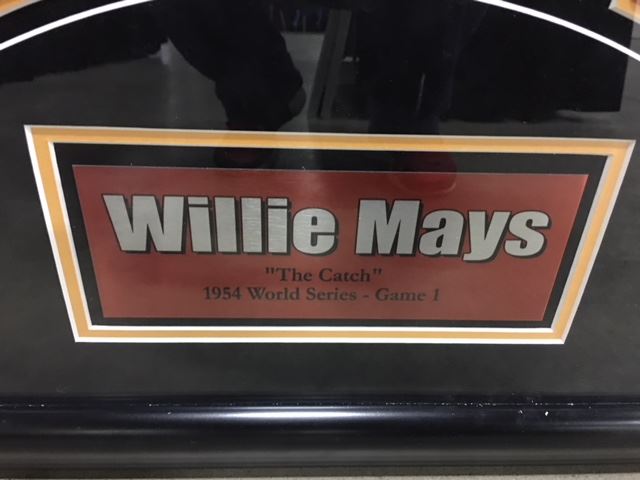 Willie Mays
"The Catch"
1954 World Series - Game 1